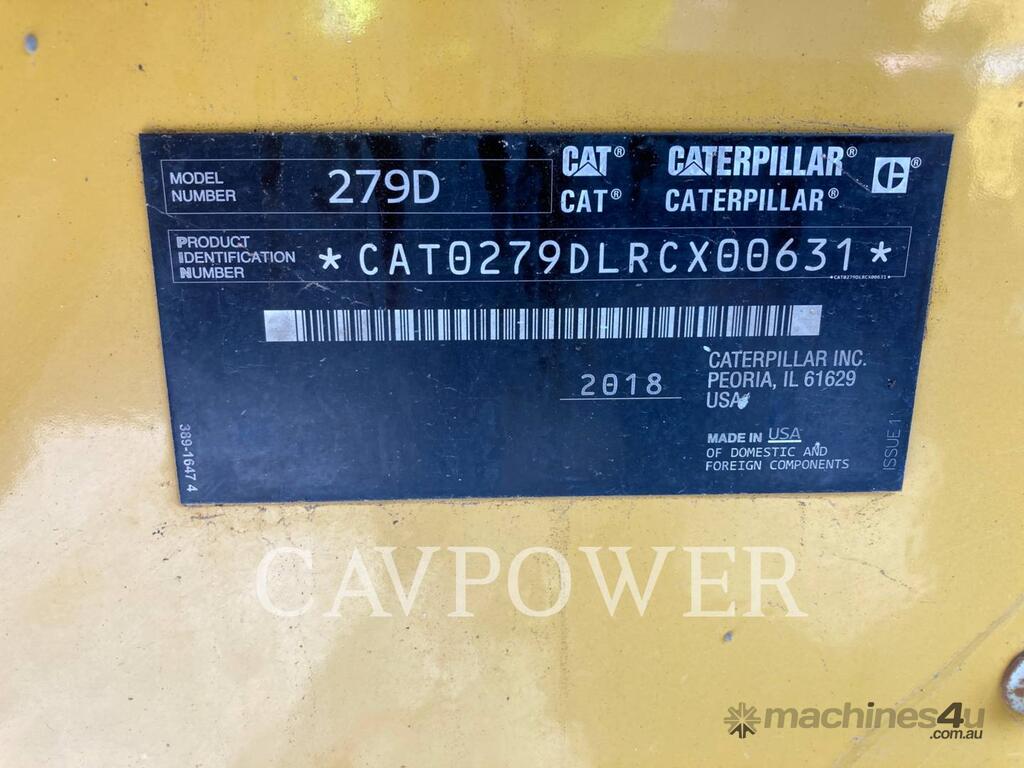 MODEL
NUMBER
279D
CAT® CATERPILLAR®
CAT® CATERPILLAR®
PRODUCT
IDENTIFICATION
NUMBER
*CAT0279DLRCX00631*
*CAT0279DLRCX00631*
2018
CATERPILLAR INC.
PEORIA, IL 61629
USA
MADE IN USA
OF DOMESTIC AND
FOREIGN COMPONENTS
389-1647 4
ISSUE 1
CAVPOWER
machines4u
.com.au